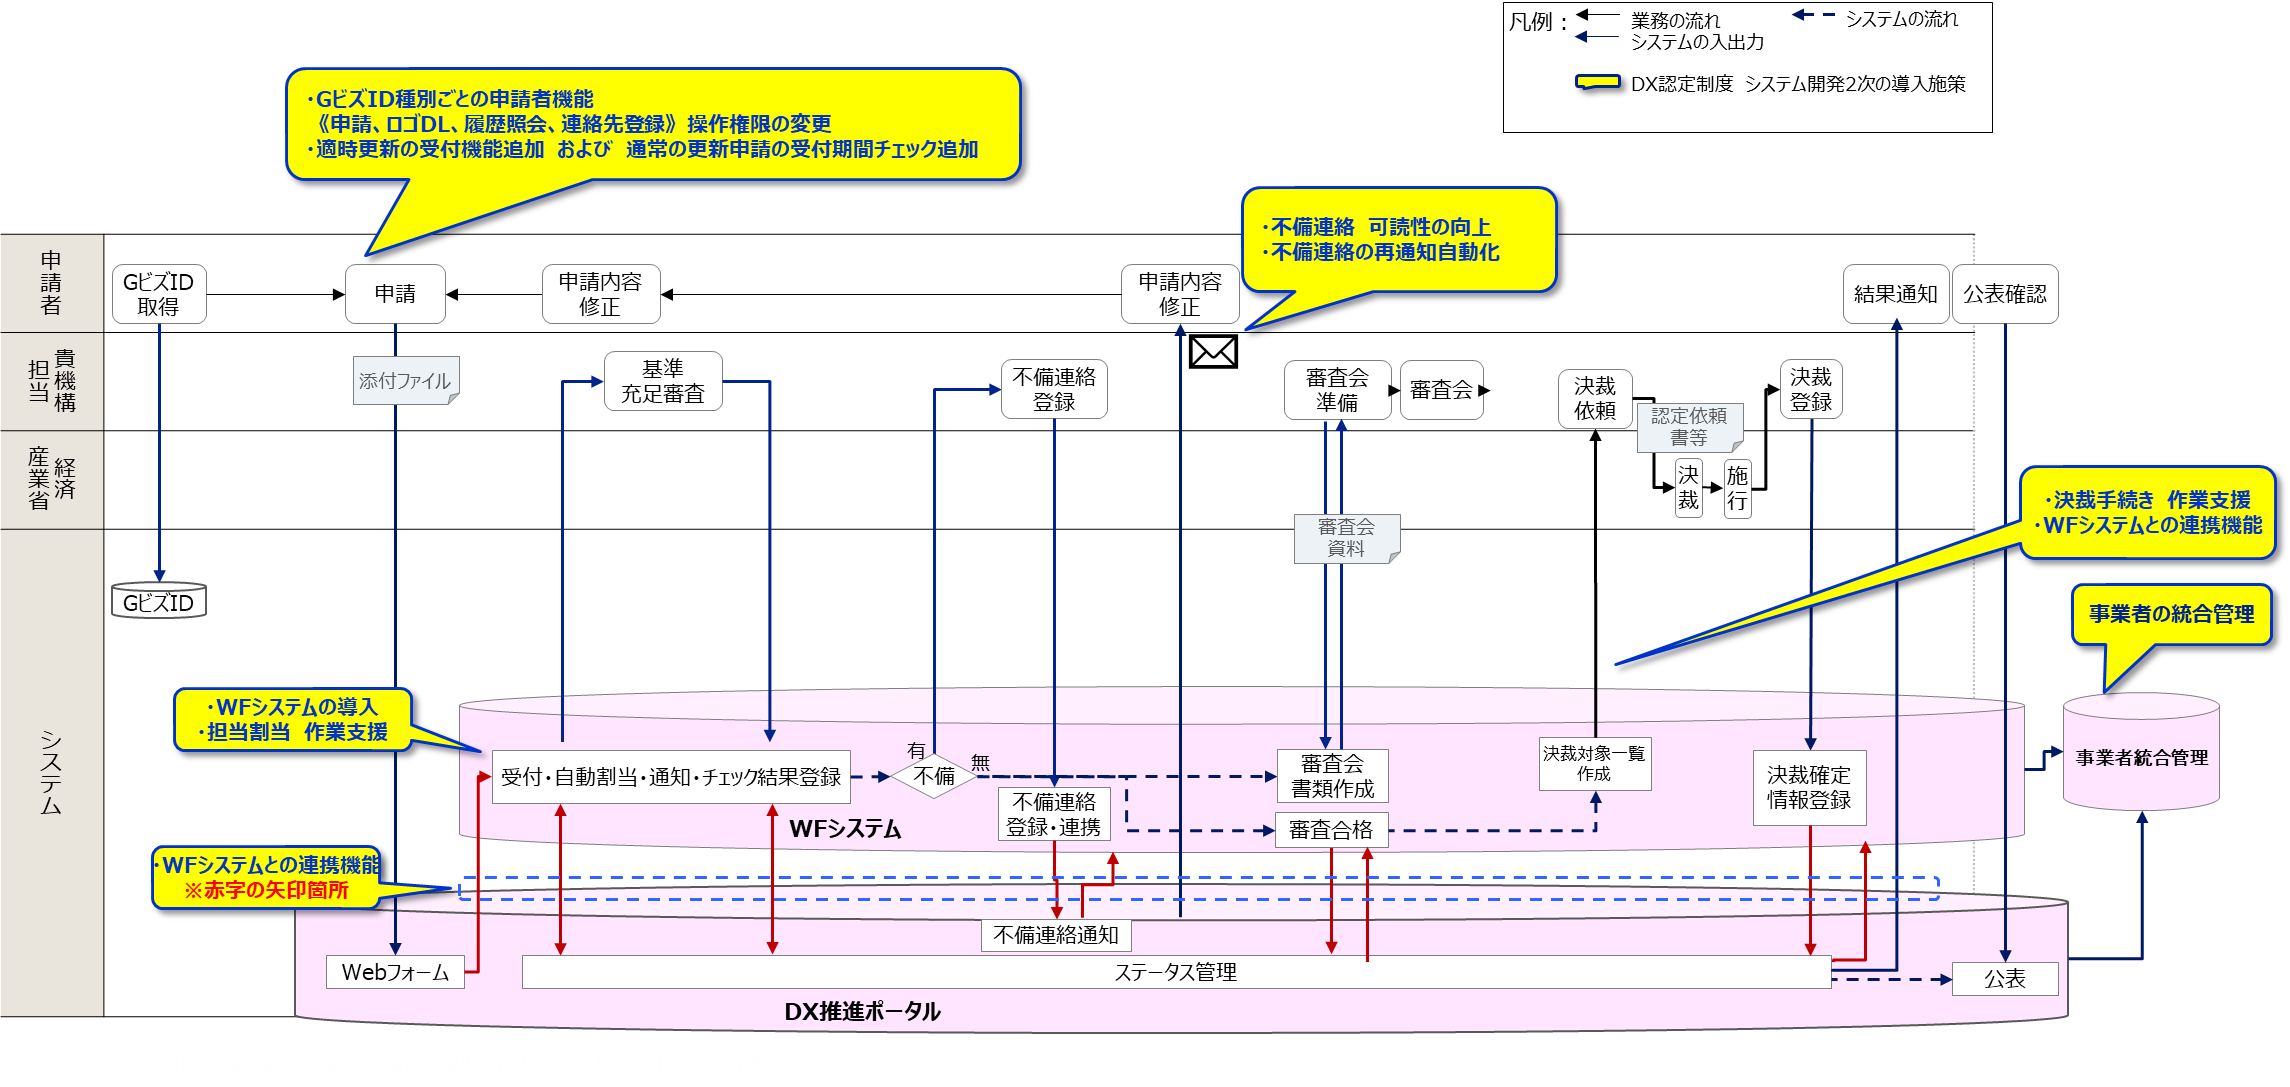 凡例：
業務の流れ
システムの流れ
システムの入出力
DX認定制度　システム開発2次の導入施策
・GビズID種別ごとの申請者機能
《申請、ロゴDL、履歴照会、連絡先登録》操作権限の変更
・適時更新の受付機能追加　および　通常の更新申請の受付期間チェック追加
・不備連絡　可読性の向上
・不備連絡の再通知自動化
申請者
GビズID
取得
申請
申請内容
修正
申請内容
修正
結果通知
公表確認
貴機構
担当
添付ファイル
基準
充足審査
不備連絡
登録
審査会
準備
審査会
決裁
依頼
認定依頼
書等
決裁
登録
経済
産業省
決裁
施行
審査会
資料
・決裁手続き　作業支援
・WFシステムとの連携機能
システム
GビズID
事業者の統合管理
・WFシステムの導入
・担当割当　作業支援
受付・自動割当・通知・チェック結果登録
有
不備
無
不備連絡
登録・連携
審査会
書類作成
審査合格
決裁対象一覧
作成
決裁確定
情報登録
事業者統合管理
WFシステム
・WFシステムとの連携機能
※赤字の矢印箇所
不備連絡通知
Webフォーム
ステータス管理
公表
DX推進ポータル